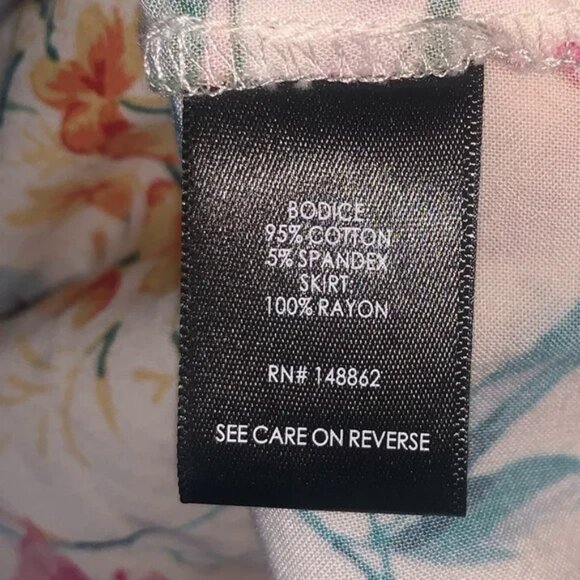 BODICE
95% COTTON
5% SPANDEX
SKIRT
100% RAYON
RN# 148862
SEE CARE ON REVERSE